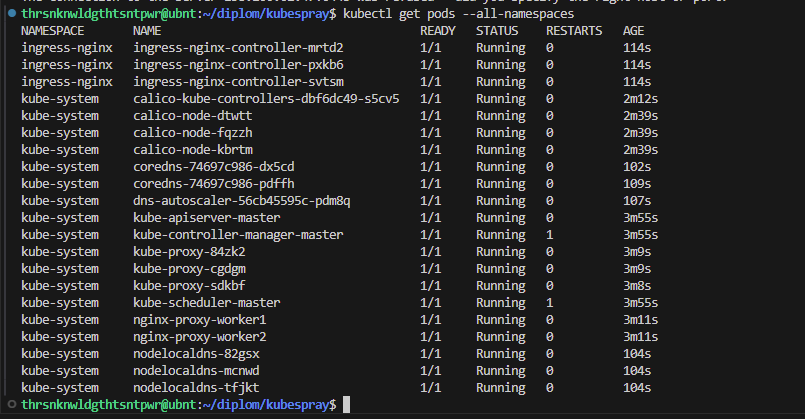 thrsnknwldgthtsntpwr@ubnt:~/diplom/kubespray$ kubectl get pods --all-namespaces
NAMESPACE NAME READY STATUS RESTARTS AGE
ingress-nginx ingress-nginx-controller-mrtd2 1/1 Running 0 114s
ingress-nginx ingress-nginx-controller-pxkb6 1/1 Running 0 114s
ingress-nginx ingress-nginx-controller-svtsm 1/1 Running 0 114s
kube-system calico-kube-controllers-dbf6dc49-s5cv5 1/1 Running 0 2m12s
kube-system calico-node-dtwtt 1/1 Running 0 2m39s
kube-system calico-node-fqzzh 1/1 Running 0 2m39s
kube-system calico-node-kbrtm 1/1 Running 0 2m39s
kube-system coredns-74697c986-dx5cd 1/1 Running 0 102s
kube-system coredns-74697c986-pdffh 1/1 Running 0 109s
kube-system dns-autoscaler-56cb45595c-pdm8q 1/1 Running 0 107s
kube-system kube-apiserver-master 1/1 Running 0 3m55s
kube-system kube-controller-manager-master 1/1 Running 1 3m55s
kube-system kube-proxy-84zk2 1/1 Running 0 3m9s
kube-system kube-proxy-cgdgm 1/1 Running 0 3m9s
kube-system kube-proxy-sdkbf 1/1 Running 0 3m8s
kube-system kube-scheduler-master 1/1 Running 1 3m55s
kube-system nginx-proxy-worker1 1/1 Running 0 3m11s
kube-system nginx-proxy-worker2 1/1 Running 0 3m11s
kube-system nodelocaldns-82gsx 1/1 Running 0 104s
kube-system nodelocaldns-mcnwd 1/1 Running 0 104s
kube-system nodelocaldns-tfjkt 1/1 Running 0 104s
thrsnknwldgthtsntpwr@ubnt:~/diplom/kubespray$